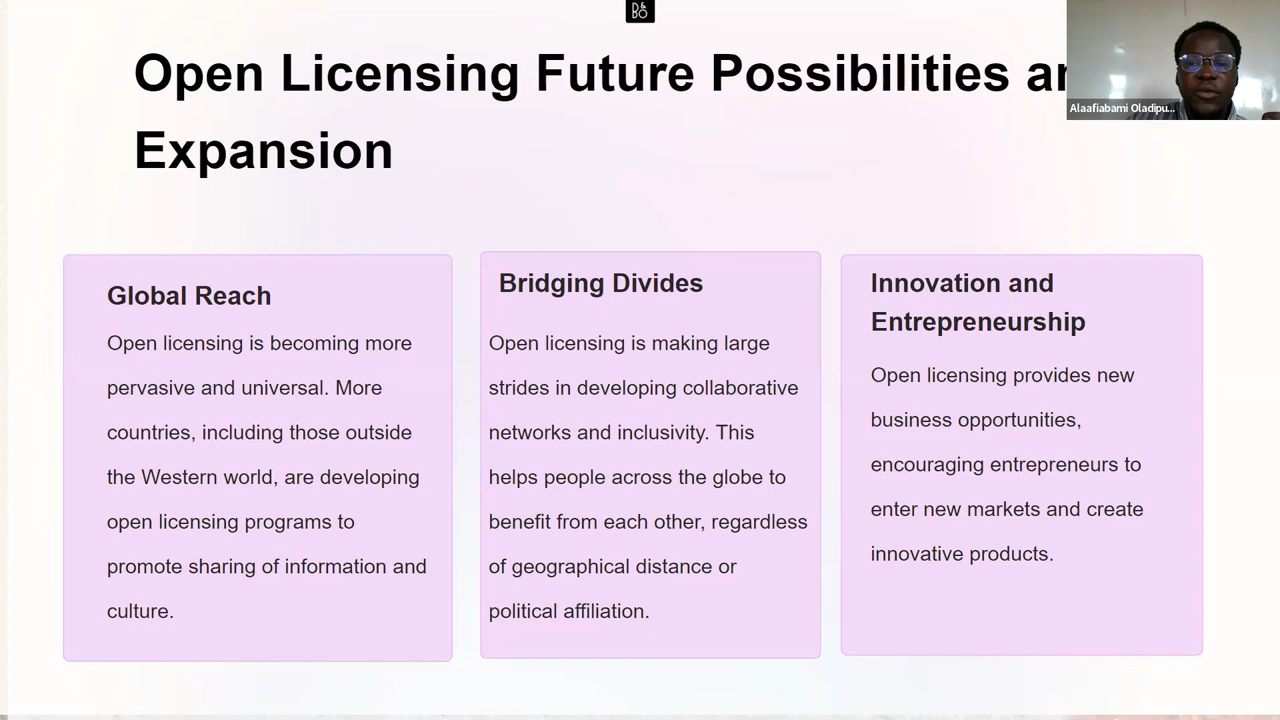 D&
BO
Open Licensing Future Possibilities
Expansion
Alaafiabami Oladipu...
Global Reach
Open licensing is becoming more
pervasive and universal. More
countries, including those outside
the Western world, are developing
open licensing programs to
promote sharing of information and
culture.
Bridging Divides
Open licensing is making large
strides in developing collaborative
networks and inclusivity. This
helps people across the globe to
benefit from each other, regardless
of geographical distance or
political affiliation.
Innovation and
Entrepreneurship
Open licensing provides new
business opportunities,
encouraging entrepreneurs to
enter new markets and create
innovative products.